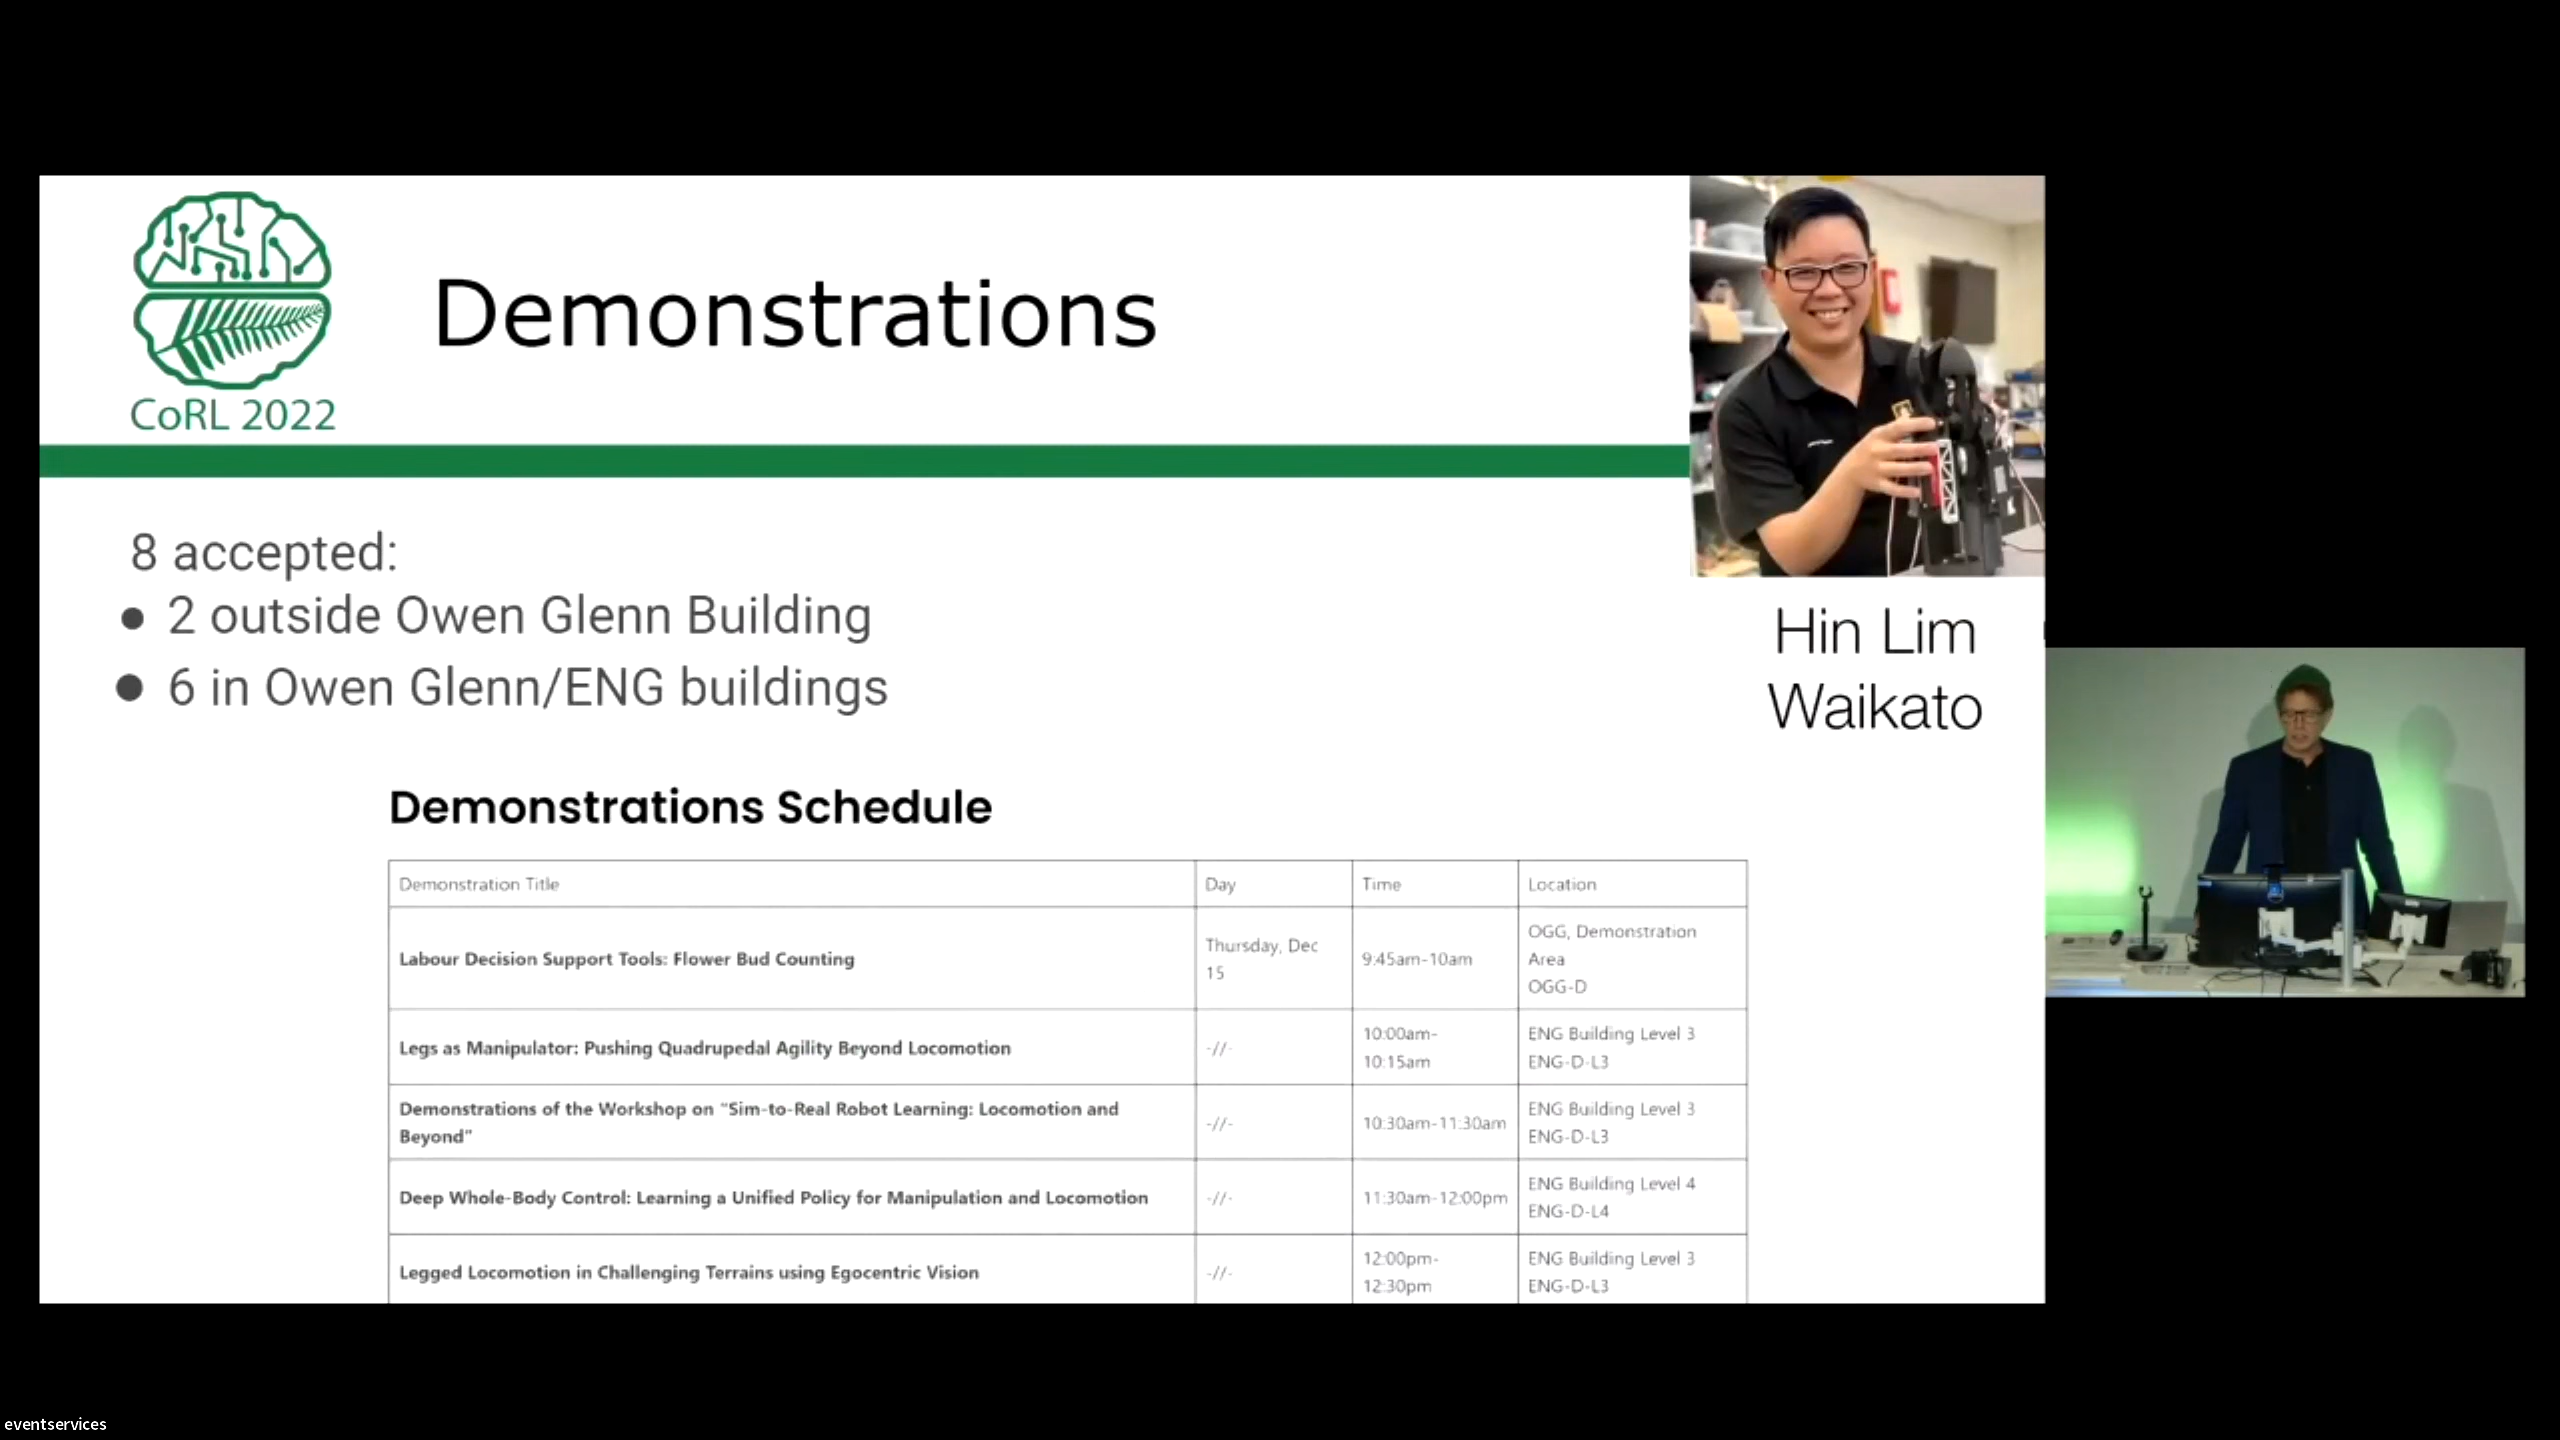 CoRL 2022
Demonstrations
8 accepted:
● 2 outside Owen Glenn Building
● 6 in Owen Glenn/ENG buildings
Hin Lim
Waikato
Demonstrations Schedule
Demonstration Title Day Time Location
Labour Decision Support Tools: Flower Bud Counting
Thursday, Dec
15
9:45am-10am
OGG, Demonstration
Area
OGG-D
Legs as Manipulator: Pushing Quadrupedal Agility Beyond Locomotion
-//-
10:00am-
10:15am
ENG Building Level 3
ENG-D-L3
Demonstrations of the Workshop on “Sim-to-Real Robot Learning: Locomotion and
Beyond”
-//-
10:30am-11:30am
ENG Building Level 3
ENG-D-L3
Deep Whole-Body Control: Learning a Unified Policy for Manipulation and Locomotion
-//-
11:30am-12:00pm
ENG Building Level 4
ENG-D-L4
Legged Locomotion in Challenging Terrains using Egocentric Vision
-//-
12:00pm-
12:30pm
ENG Building Level 3
ENG-D-L3
eventservices